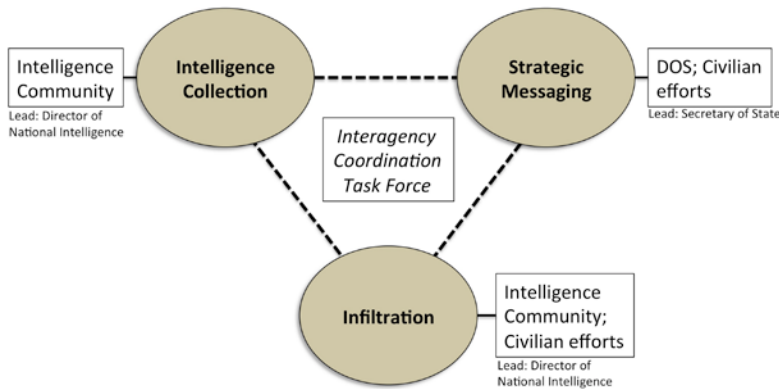 Intelligence
Community
Lead: Director of
National Intelligence
Intelligence
Collection
Strategic
Messaging
DOS; Civilian
efforts
Lead: Secretary of State
Interagency
Coordination
Task Force
Infiltration
Intelligence
Community;
Civilian efforts
Lead: Director of
National Intelligence